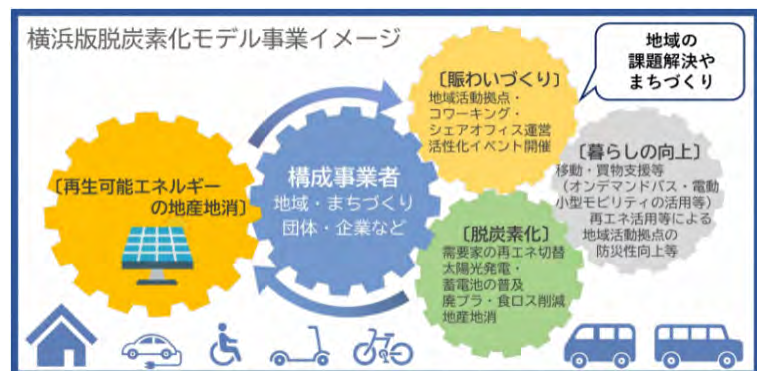 横浜版脱炭素化モデル事業イメージ
地域の
課題解決や
まちづくり
〔再生可能エネルギー
の地産地消〕
構成事業者
地域・まちづくり
団体・企業など
〔賑わいづくり〕
地域活動拠点・
コワーキング・
シェアオフィス運営
活性化イベント開催
〔暮らしの向上〕
移動・買物支援等
（オンデマンドバス・電動
小型モビリティの活用等）
再エネ活用等による
地域活動拠点の
防災性向上等
〔脱炭素化〕
需要家の再エネ切替
太陽光発電・
蓄電池の普及
廃プラ・食ロス削減
地産地消